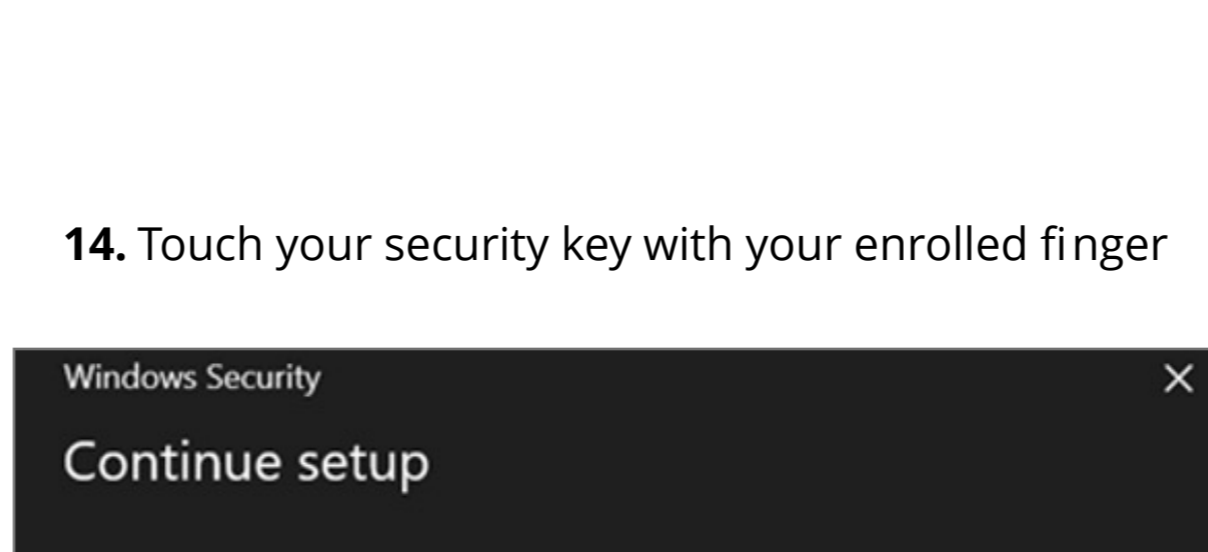 14. Touch your security key with your enrolled finger
Windows Security
Continue setup